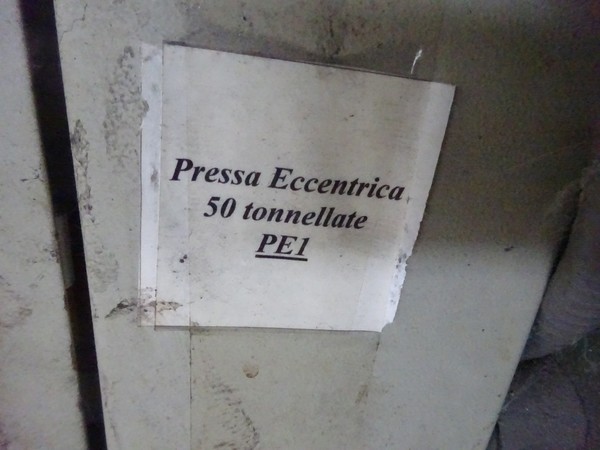 Pressa Eccentrica
50 tonnellate
PE1